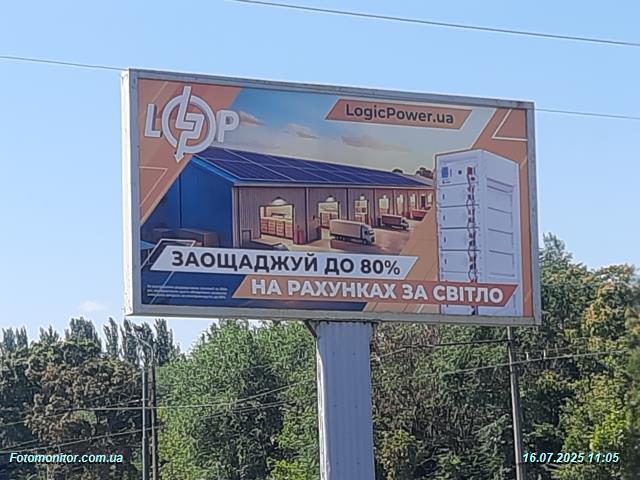 LogicPower.ua
LP
ЗАОЩАДЖУЙ ДО 80%
НА РАХУНКАХ ЗА СВІТЛО
Fotomonitor.com.ua
16.07.2025 11:05